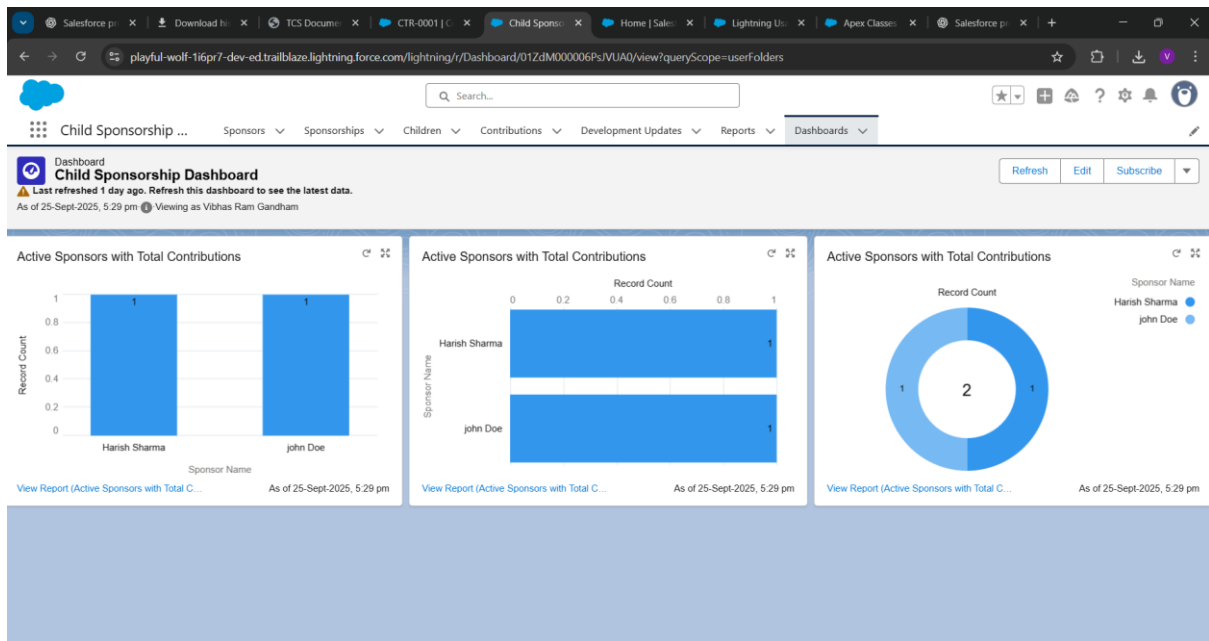 Salesforce pr
Download his
TCS Docume
CTR-0001 | C
Child Sponso
Home | Sales
Lightning Usa
Apex Classes
Salesforce pr
playful-wolf-1i6pr7-dev-ed.trailblaze.lightning.force.com/lightning/r/Dashboard/01ZdM000006PsJVUA0/view?queryScope=userFolders
V
Search...
Child Sponsorship ...
Sponsors
Sponsorships
Children
Contributions
Development Updates
Reports
Dashboards
Dashboard
Child Sponsorship Dashboard
Last refreshed 1 day ago. Refresh this dashboard to see the latest data.
As of 25-Sept-2025, 5:29 pm Viewing as Vibhas Ram Gandham
Refresh
Edit
Subscribe
Active Sponsors with Total Contributions
Record Count
1
0.8
0.6
0.4
0.2
0
1
1
Harish Sharma
john Doe
Sponsor Name
View Report (Active Sponsors with Total C...
As of 25-Sept-2025, 5:29 pm
Active Sponsors with Total Contributions
Record Count
0 0.2 0.4 0.6 0.8 1
Sponsor Name
Harish Sharma
1
john Doe
1
View Report (Active Sponsors with Total C...
As of 25-Sept-2025, 5:29 pm
Active Sponsors with Total Contributions
Record Count
Sponsor Name
Harish Sharma
john Doe
1
2
1
View Report (Active Sponsors with Total C...
As of 25-Sept-2025, 5:29 pm